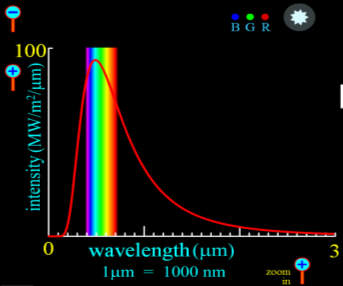 B G R
100
intensity (MW/m²/μm)
0
wavelength (μm)
3
1μm = 1000 nm
zoom
in